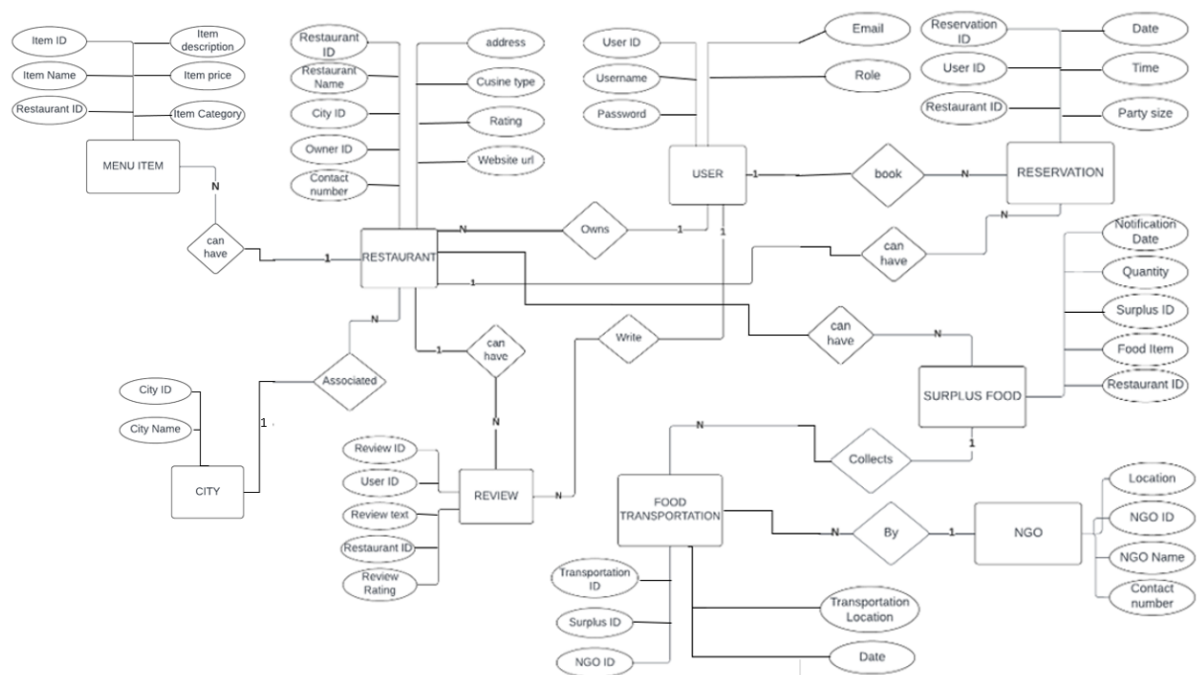 Item ID
Item
description
Item Name
Item price
Restaurant ID
Item Category
MENU ITEM
Restaurant
ID
Restaurant
Name
City ID
Owner ID
Contact
number
address
Cusine type
Rating
Website url
User ID
Username
Password
Email
Role
Reservation
ID
User ID
Restaurant ID
Date
Time
Party size
USER
1
book
N
RESERVATION
N
can
have
1
RESTAURANT
N
Owns
1
1
N
can
have
1
Notification
Date
Quantity
Surplus ID
Food Item
Restaurant ID
N
Associated
1
1
can
have
N
Write
can
have
N
SURPLUS FOOD
City ID
City Name
CITY
Review ID
User ID
Review text
Restaurant ID
Review
Rating
REVIEW
N
N
Collects
1
FOOD
TRANSPORTATION
N
By
1
NGO
Location
NGO ID
NGO Name
Contact
number
Transportation
ID
Surplus ID
NGO ID
Transportation
Location
Date